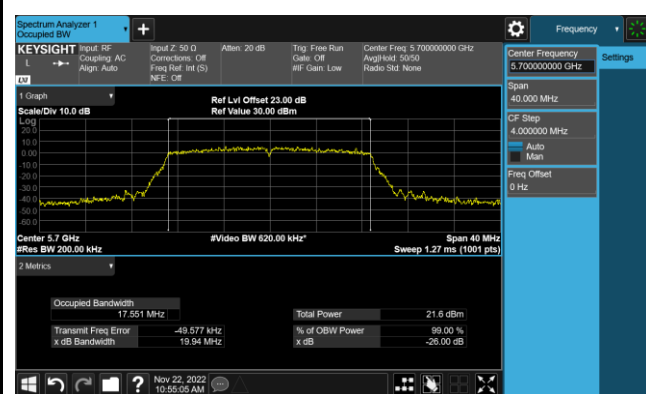 Spectrum Analyzer 1
Occupied BW
Frequency
KEYSIGHT
Input: RF
Coupling: AC
Align: Auto
Input Z: 50 Ω
Corrections: Off
Freq Ref: Int (S)
NFE: Off
Atten: 20 dB
Trig: Free Run
Gate: Off
#IF Gain: Low
Center Freq: 5.700000000 GHz
Avg|Hold: 50/50
Radio Std: None
L
LXI
Center Frequency
5.700000000 GHz
Settings
Span
40.000 MHz
CF Step
4.000000 MHz
Auto
Man
Freq Offset
0 Hz
1 Graph
Scale/Div 10.0 dB
Ref Lvl Offset 23.00 dB
Ref Value 30.00 dBm
Log
20.0
10.0
0.00
-10.0
-20.0
-30.0
-40.0
-50.0
-60.0
Center 5.7 GHz
#Video BW 620.00 kHz*
Span 40 MHz
#Res BW 200.00 kHz
Sweep 1.27 ms (1001 pts)
2 Metrics
Occupied Bandwidth
17.551 MHz
Total Power 21.6 dBm
Transmit Freq Error -49.577 kHz
% of OBW Power 99.00 %
x dB Bandwidth 19.94 MHz
x dB -26.00 dB
Nov 22, 2022
10:55:05 AM